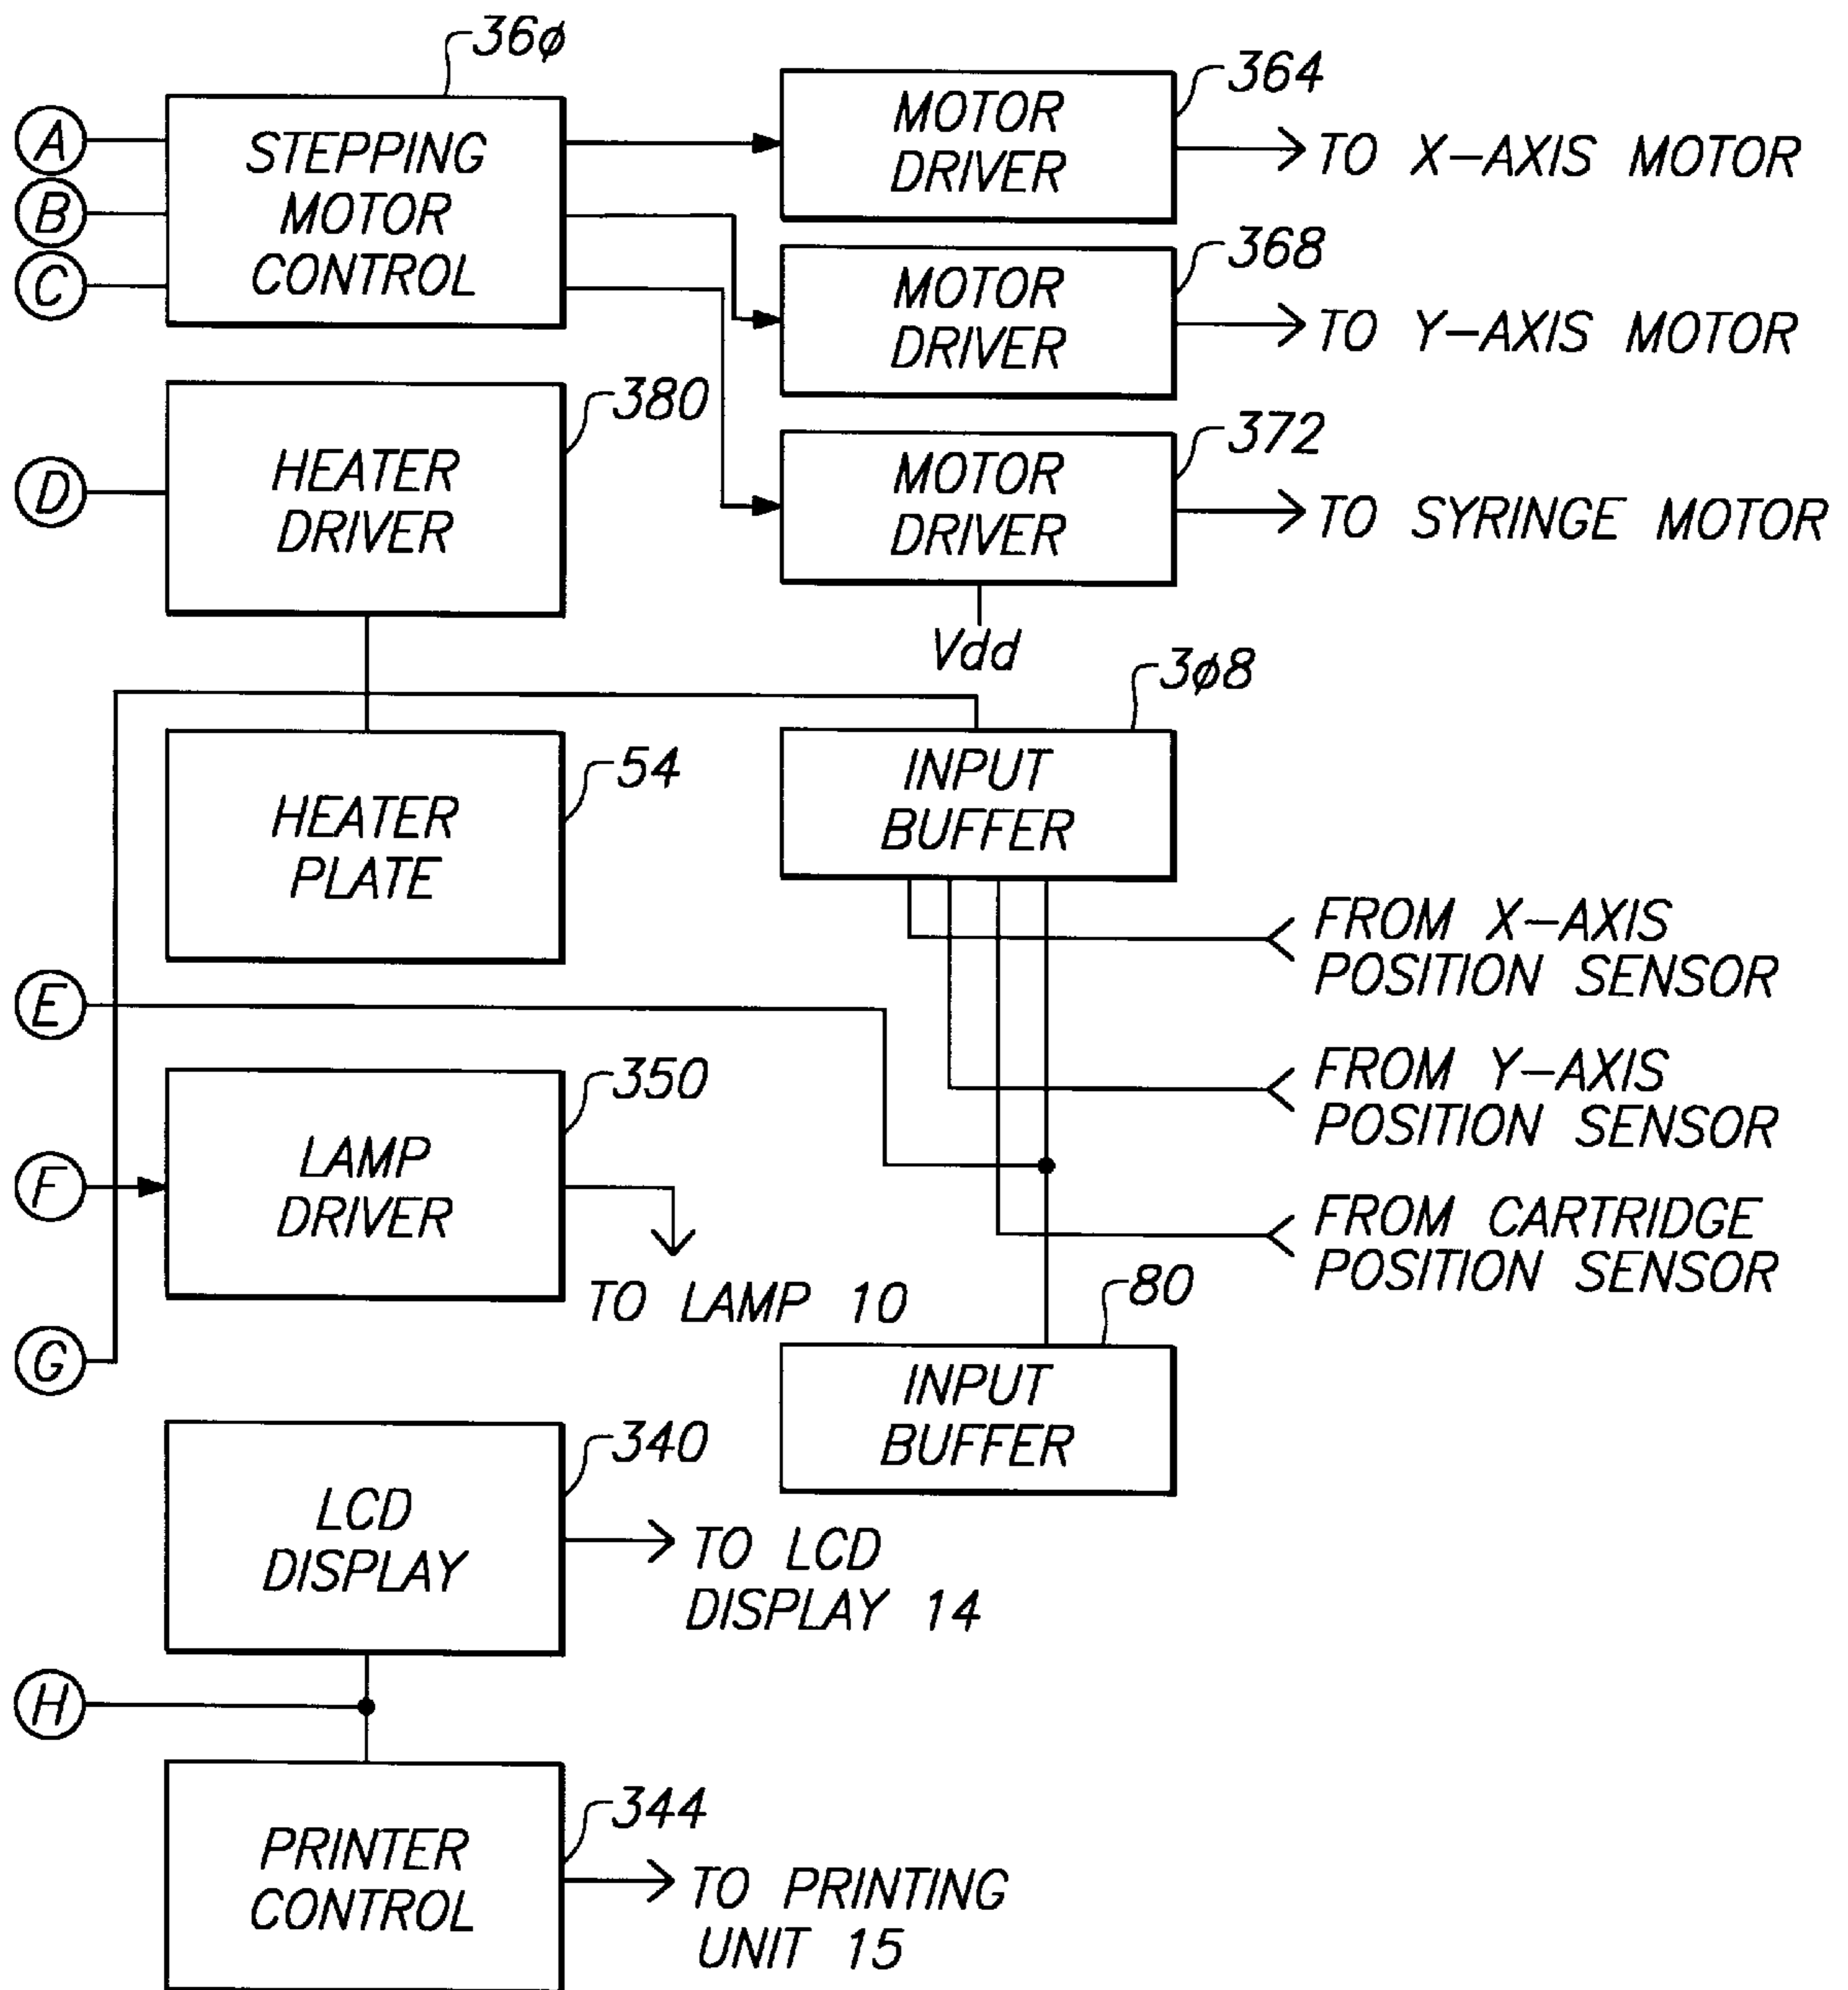 36ø
A
B
C
STEPPING
MOTOR
CONTROL
MOTOR
DRIVER
364
TO X-AXIS MOTOR
MOTOR
DRIVER
368
TO Y-AXIS MOTOR
D
HEATER
DRIVER
380
MOTOR
DRIVER
372
TO SYRINGE MOTOR
Vdd
HEATER
PLATE
54
3ø8
INPUT
BUFFER
FROM X-AXIS
POSITION SENSOR
E
FROM Y-AXIS
POSITION SENSOR
F
LAMP
DRIVER
350
TO LAMP 10
FROM CARTRIDGE
POSITION SENSOR
G
80
INPUT
BUFFER
LCD
DISPLAY
340
TO LCD
DISPLAY 14
H
PRINTER
CONTROL
344
TO PRINTING
UNIT 15